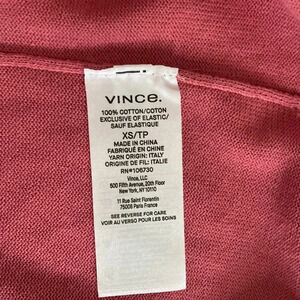 VINCE.
100% COTTON/COTON
EXCLUSIVE OF ELASTIC/
SAUF ELASTIQUE
XS/TP
MADE IN CHINA
FABRIQUÉ EN CHINE
YARN ORIGIN: ITALY
ORIGINE DE FIL: ITALIE
RN#106730
Vince, LLC
500 Fifth Avenue, 20th Floor
New York, NY10110
11 Rue Saint Florentin
75008 Paris France
SEE REVERSE FOR CARE
VOIR AU VERSO POUR LES SOINS